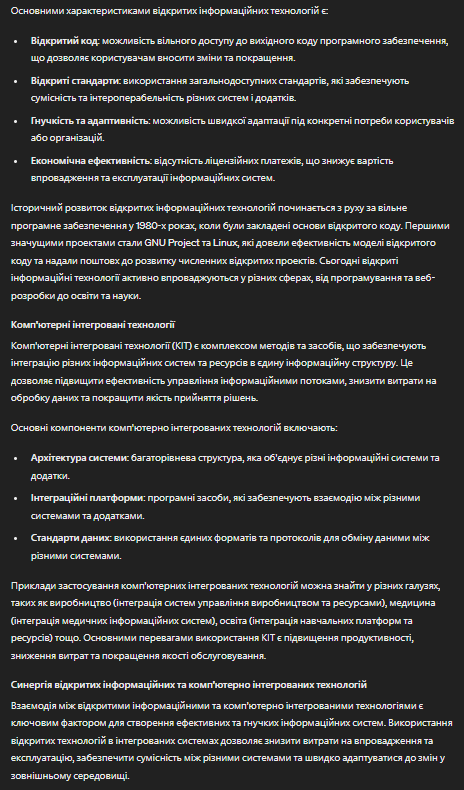 Основними характеристиками відкритих інформаційних технологій є:
• Відкритий код: можливість вільного доступу до вихідного коду програмного забезпечення,
що дозволяє користувачам вносити зміни та покращення.
• Відкриті стандарти: використання загальнодоступних стандартів, які забезпечують
сумісність та інтероперабельність різних систем і додатків.
• Гнучкість та адаптивність: можливість швидкої адаптації під конкретні потреби користувачів
або організацій.
• Економічна ефективність: відсутність ліцензійних платежів, що знижує вартість
впровадження та експлуатації інформаційних систем.
Історичний розвиток відкритих інформаційних технологій починається з руху за вільне
програмне забезпечення у 1980-х роках, коли були закладені основи відкритого коду. Першими
значущими проектами стали GNU Project та Linux, які довели ефективність моделі відкритого
коду та надали поштовх до розвитку численних відкритих проектів. Сьогодні відкриті
інформаційні технології активно впроваджуються у різних сферах, від програмування та веб-
розробки до освіти та науки.
Комп'ютерні інтегровані технології
Комп'ютерні інтегровані технології (КІТ) є комплексом методів та засобів, що забезпечують
інтеграцію різних інформаційних систем та ресурсів в єдину інформаційну структуру. Це
дозволяє підвищити ефективність управління інформаційними потоками, знизити витрати на
обробку даних та покращити якість прийняття рішень.
Основні компоненти комп'ютерно інтегрованих технологій включають:
• Архітектура системи: багаторівнева структура, яка об'єднує різні інформаційні системи та
додатки.
• Інтеграційні платформи: програмні засоби, які забезпечують взаємодію між різними
системами та додатками.
• Стандарти даних: використання єдиних форматів та протоколів для обміну даними між
різними системами.
Приклади застосування комп'ютерних інтегрованих технологій можна знайти у різних галузях,
таких як виробництво (інтеграція систем управління виробництвом та ресурсами), медицина
(інтеграція медичних інформаційних систем), освіта (інтеграція навчальних платформ та
ресурсів) тощо. Основними перевагами використання КІТ є підвищення продуктивності,
зниження витрат та покращення якості обслуговування.
Синергія відкритих інформаційних та комп'ютерно інтегрованих технологій
Взаємодія між відкритими інформаційними та комп'ютерно інтегрованими технологіями є
ключовим фактором для створення ефективних та гнучких інформаційних систем. Використання
відкритих технологій в інтегрованих системах дозволяє знизити витрати на впровадження та
експлуатацію, забезпечити сумісність між різними системами та швидко адаптуватися до змін у
зовнішньому середовищі.